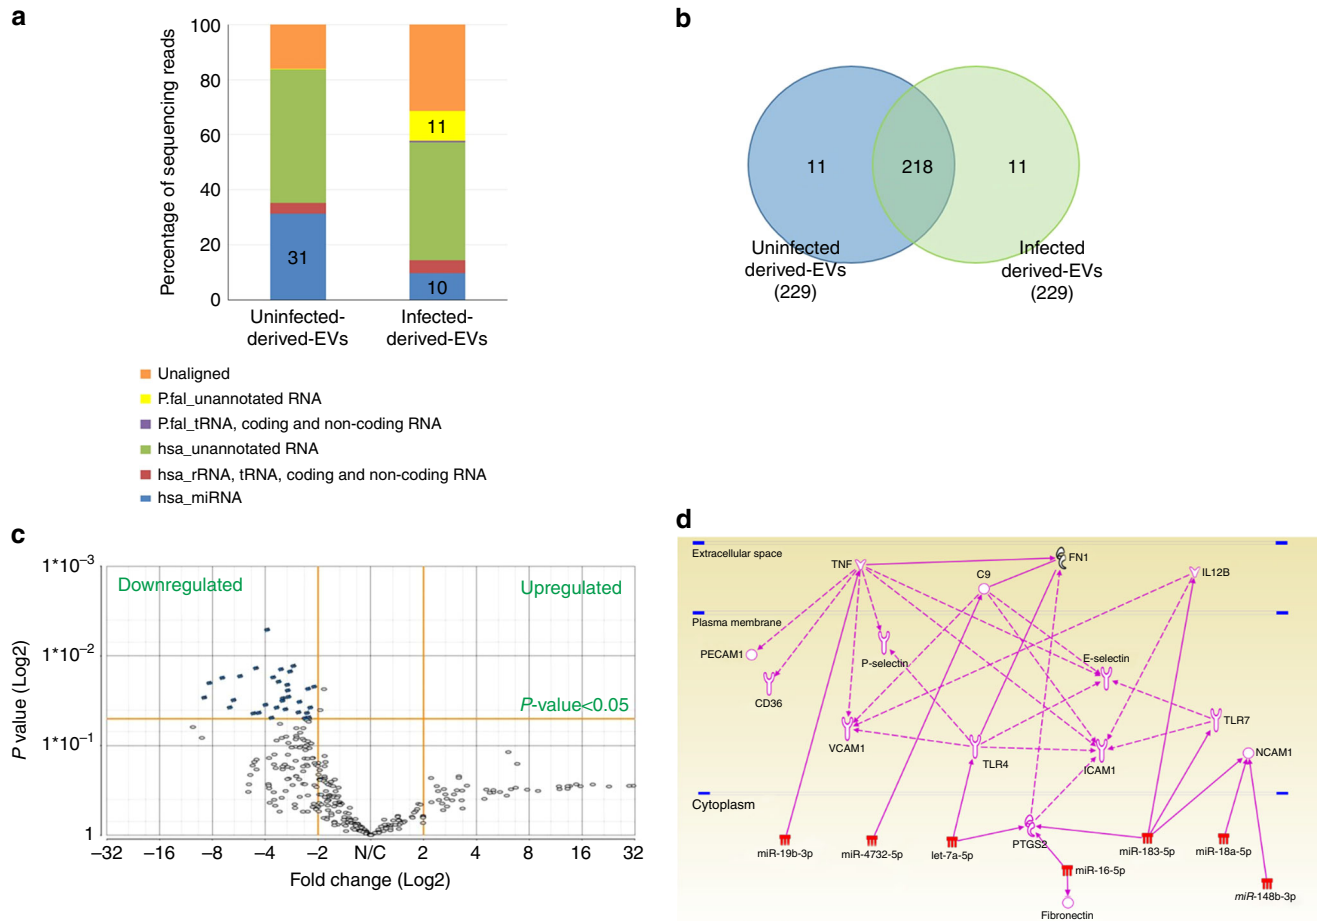 a
Percentage of sequencing reads
100
80
60
40
20
0
31
11
10
Uninfected-
derived-EVs
Infected-
derived-EVs
Unaligned
P.fal_unannotated RNA
P.fal_tRNA, coding and non-coding RNA
hsa_unannotated RNA
hsa_rRNA, tRNA, coding and non-coding RNA
hsa_miRNA
b
11
218
11
Uninfected
derived-EVs
(229)
Infected
derived-EVs
(229)
c
P value (Log2)
1*10⁻³
1*10⁻²
1*10⁻¹
1
Downregulated
Upregulated
P-value<0.05
–32 –16 –8 –4 –2 N/C 2 4 8 16 32
Fold change (Log2)
d
Extracellular space
TNF
C9
FN1
IL12B
Plasma membrane
PECAM1
P-selectin
E-selectin
CD36
VCAM1
TLR4
ICAM1
TLR7
NCAM1
Cytoplasm
miR-19b-3p
miR-4732-5p
let-7a-5p
PTGS2
miR-183-5p
miR-18a-5p
miR-16-5p
miR-148b-3p
Fibronectin